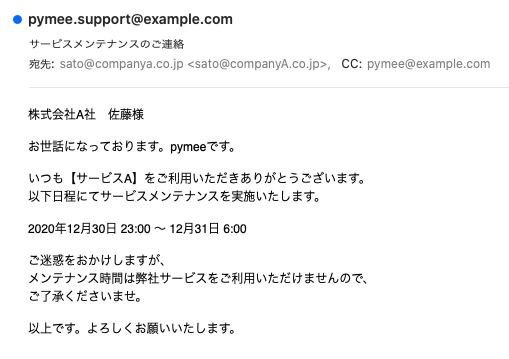 pymee.support@example.com
サービスメンテナンスのご連絡
宛先: sato@companya.co.jp <sato@companyA.co.jp>, CC: pymee@example.com
株式会社A社　佐藤様
お世話になっております。pymeeです。
いつも【サービスA】をご利用いただきありがとうございます。
以下日程にてサービスメンテナンスを実施いたします。
2020年12月30日 23:00 〜 12月31日 6:00
ご迷惑をおかけしますが、
メンテナンス時間は弊社サービスをご利用いただけませんので、
ご了承くださいませ。
以上です。よろしくお願いいたします。